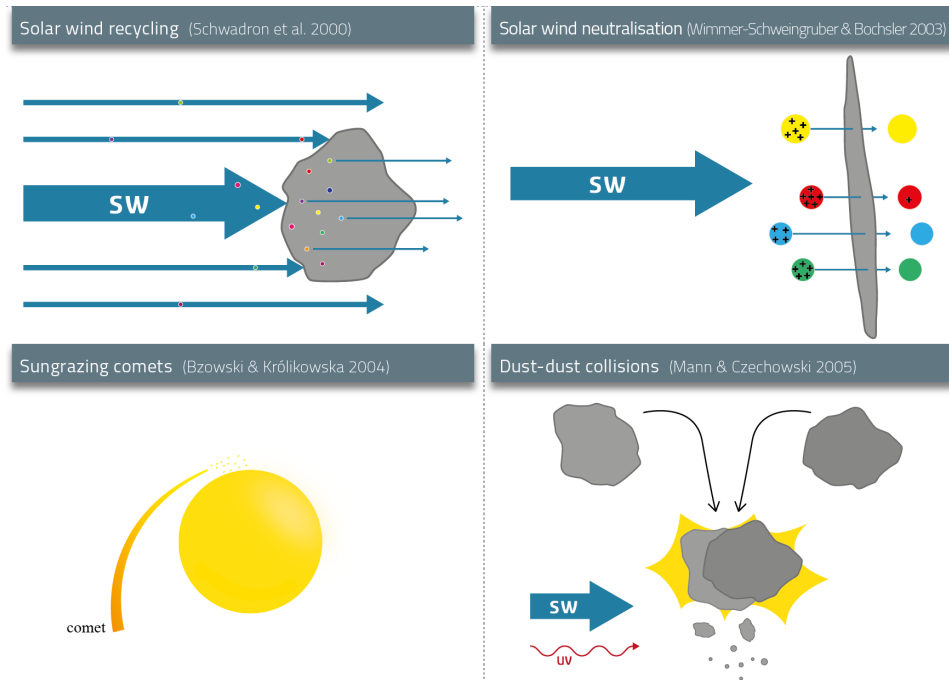 Solar wind recycling (Schwadron et al. 2000)
SW
Solar wind neutralisation (Wimmer-Schweingruber & Bochsler 2003)
SW
+++++
++++++
+
++++
+++++
Sungrazing comets (Bzowski & Królikowska 2004)
comet
Dust-dust collisions (Mann & Czechowski 2005)
SW
UV